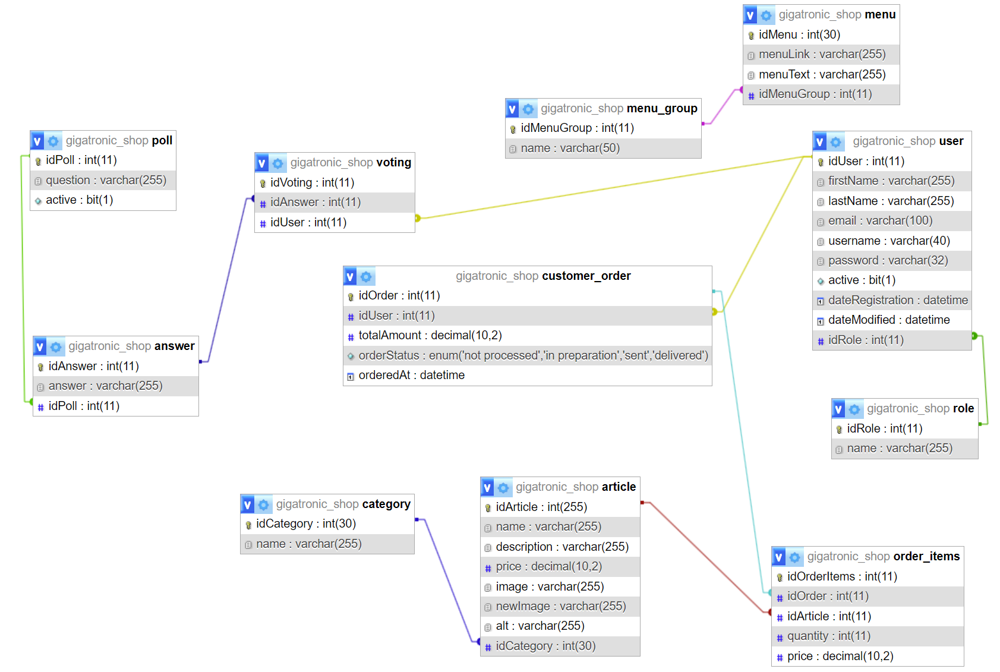 gigatronic_shop menu
idMenu : int(30)
menuLink : varchar(255)
menuText : varchar(255)
idMenuGroup : int(11)
gigatronic_shop menu_group
idMenuGroup : int(11)
name : varchar(50)
gigatronic_shop poll
idPoll : int(11)
question : varchar(255)
active : bit(1)
gigatronic_shop voting
idVoting : int(11)
idAnswer : int(11)
idUser : int(11)
gigatronic_shop user
idUser : int(11)
firstName : varchar(255)
lastName : varchar(255)
email : varchar(100)
username : varchar(40)
password : varchar(32)
active : bit(1)
dateRegistration : datetime
dateModified : datetime
idRole : int(11)
gigatronic_shop customer_order
idOrder : int(11)
idUser : int(11)
totalAmount : decimal(10,2)
orderStatus : enum('not processed','in preparation','sent','delivered')
orderedAt : datetime
gigatronic_shop answer
idAnswer : int(11)
answer : varchar(255)
idPoll : int(11)
gigatronic_shop role
idRole : int(11)
name : varchar(255)
gigatronic_shop category
idCategory : int(30)
name : varchar(255)
gigatronic_shop article
idArticle : int(255)
name : varchar(255)
description : varchar(255)
price : decimal(10,2)
image : varchar(255)
newImage : varchar(255)
alt : varchar(255)
idCategory : int(30)
gigatronic_shop order_items
idOrderItems : int(11)
idOrder : int(11)
idArticle : int(11)
quantity : int(11)
price : decimal(10,2)